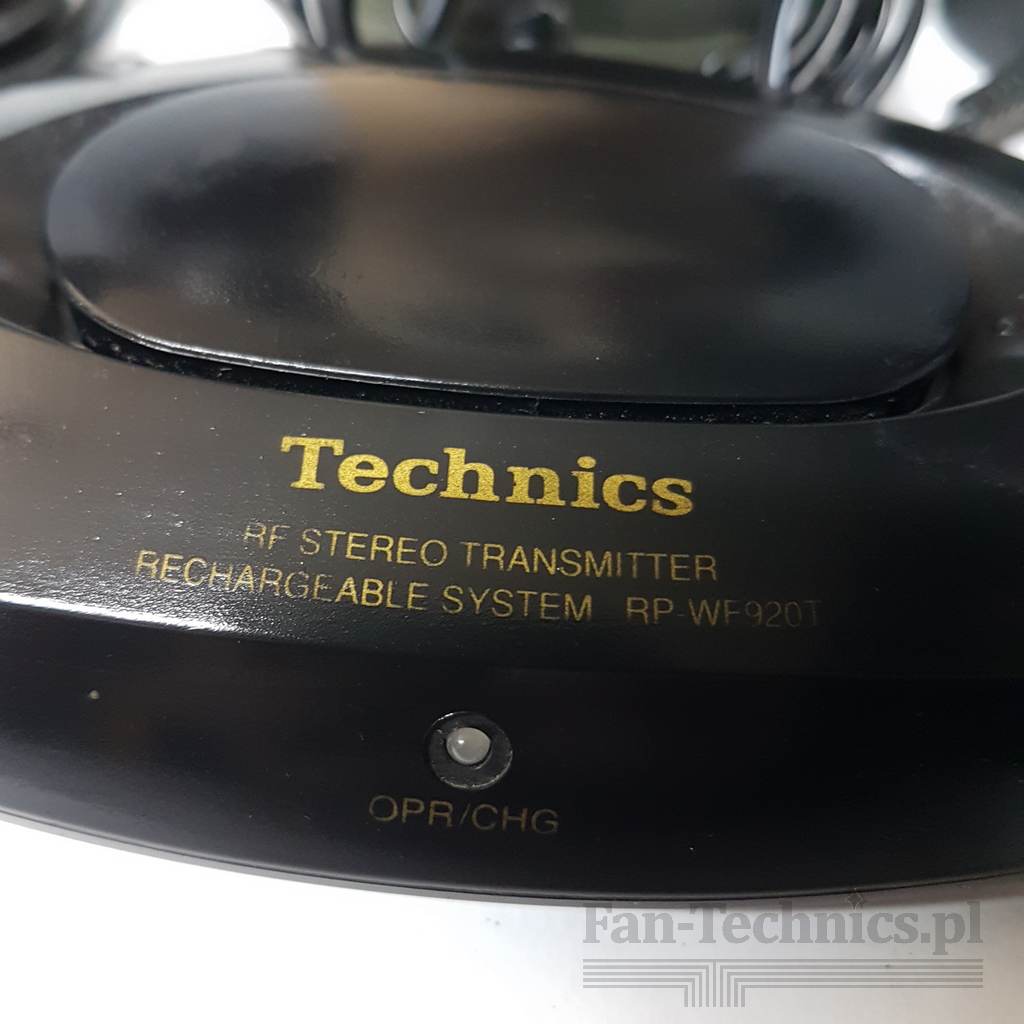 Technics
RF STEREO TRANSMITTER
RECHARGEABLE SYSTEM RP-WF920T
OPR/CHG
Fan-Technics.pl